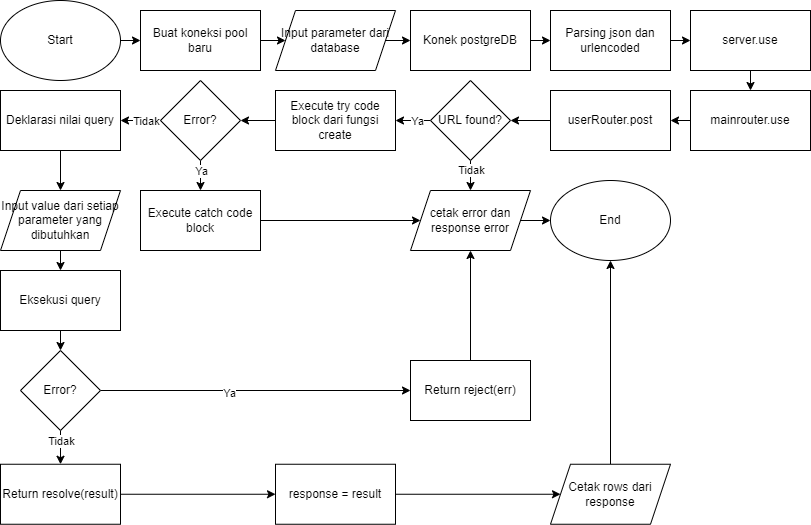 Start
Buat koneksi pool
baru
Input parameter dari
database
Konek postgreDB
Parsing json dan
urlencoded
server.use
Deklarasi nilai query
Tidak
Error?
Execute try code
block dari fungsi
create
Ya
URL found?
userRouter.post
mainrouter.use
Ya
Tidak
Input value dari setiap
parameter yang
dibutuhkan
Execute catch code
block
cetak error dan
response error
End
Eksekusi query
Error?
Ya
Return reject(err)
Tidak
Return resolve(result)
response = result
Cetak rows dari
response